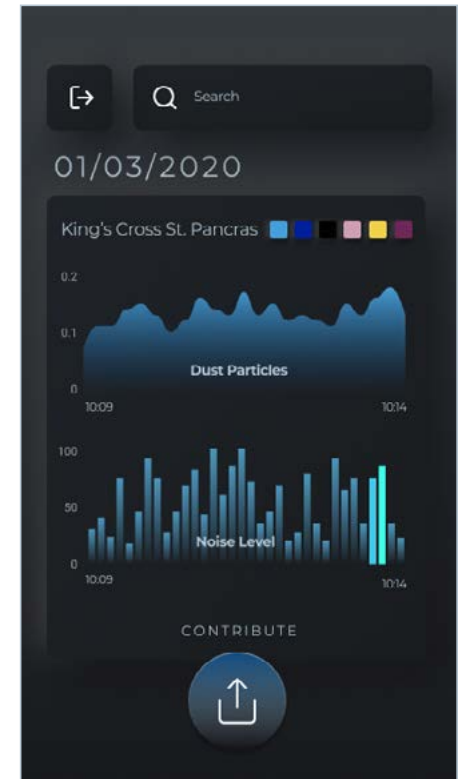 Search
01/03/2020
King's Cross St. Pancras
0.2
0.1
Dust Particles
0
10:09 10:14
100
50
Noise Level
0
10:09 10:14
CONTRIBUTE